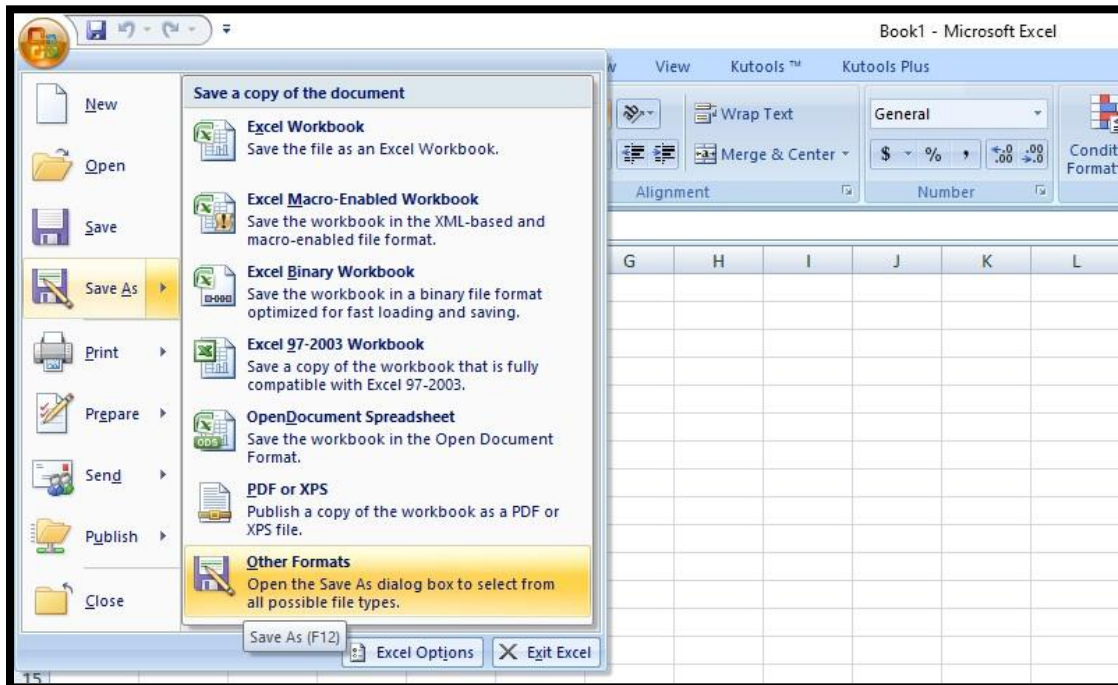 Book1 - Microsoft Excel
View Kutools ™ Kutools Plus
New
Open
Save
Save As
Print
Prepare
Send
Publish
Close
Save a copy of the document
Excel Workbook
Save the file as an Excel Workbook.
Excel Macro-Enabled Workbook
Save the workbook in the XML-based and
macro-enabled file format.
Excel Binary Workbook
Save the workbook in a binary file format
optimized for fast loading and saving.
Excel 97-2003 Workbook
Save a copy of the workbook that is fully
compatible with Excel 97-2003.
OpenDocument Spreadsheet
Save the workbook in the Open Document
Format.
PDF or XPS
Publish a copy of the workbook as a PDF or
XPS file.
Other Formats
Open the Save As dialog box to select from
all possible file types.
Save As (F12)
Excel Options Exit Excel
Wrap Text
Merge & Center
Alignment
General
$ % , .0 .00 .00 .0
Number
Condit
Format
G H I J K L
15